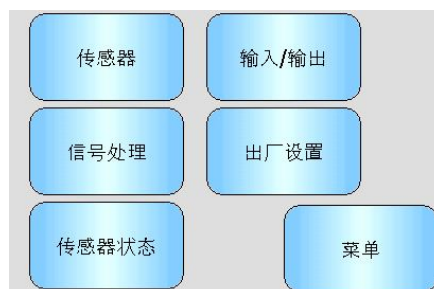 传感器
输入/输出
信号处理
出厂设置
传感器状态
菜单